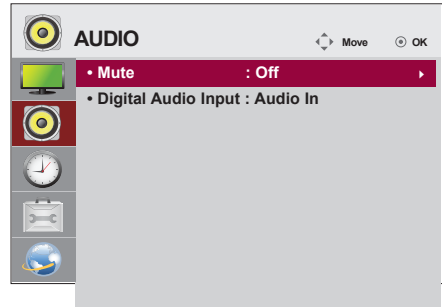 AUDIO
Move
OK
• Mute : Off
• Digital Audio Input : Audio In